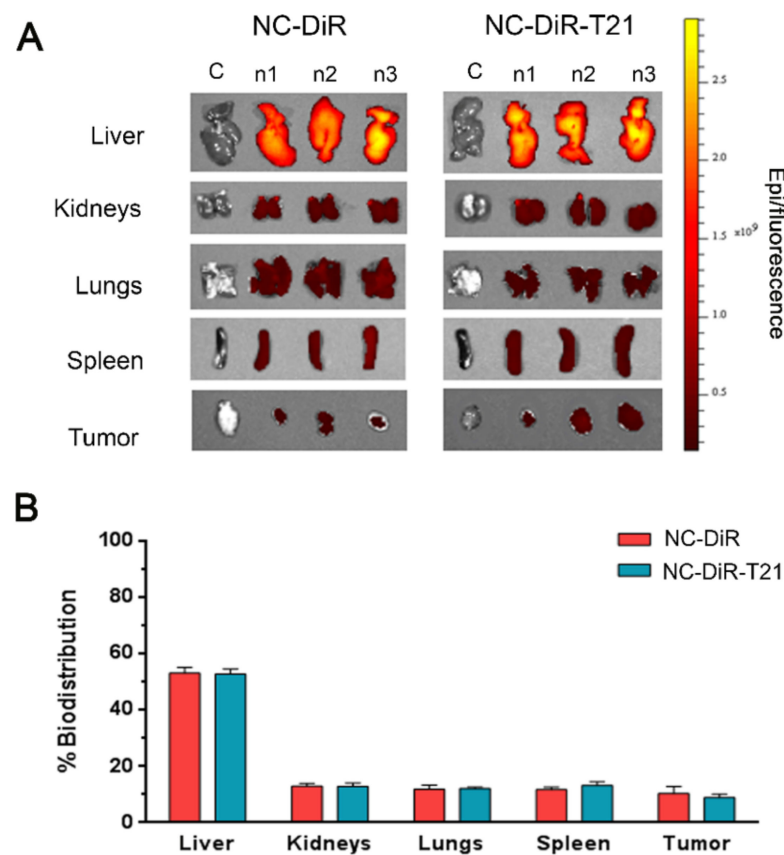 A
NC-DiR NC-DiR-T21
C n1 n2 n3 C n1 n2 n3
Liver
Kidneys
Lungs
Spleen
Tumor
2.5
2.0
x10⁹
1.5
1.0
0.5
Epi/fluorescence
B
NC-DiR
NC-DiR-T21
100
80
60
40
20
0
% Biodistribution
Liver Kidneys Lungs Spleen Tumor